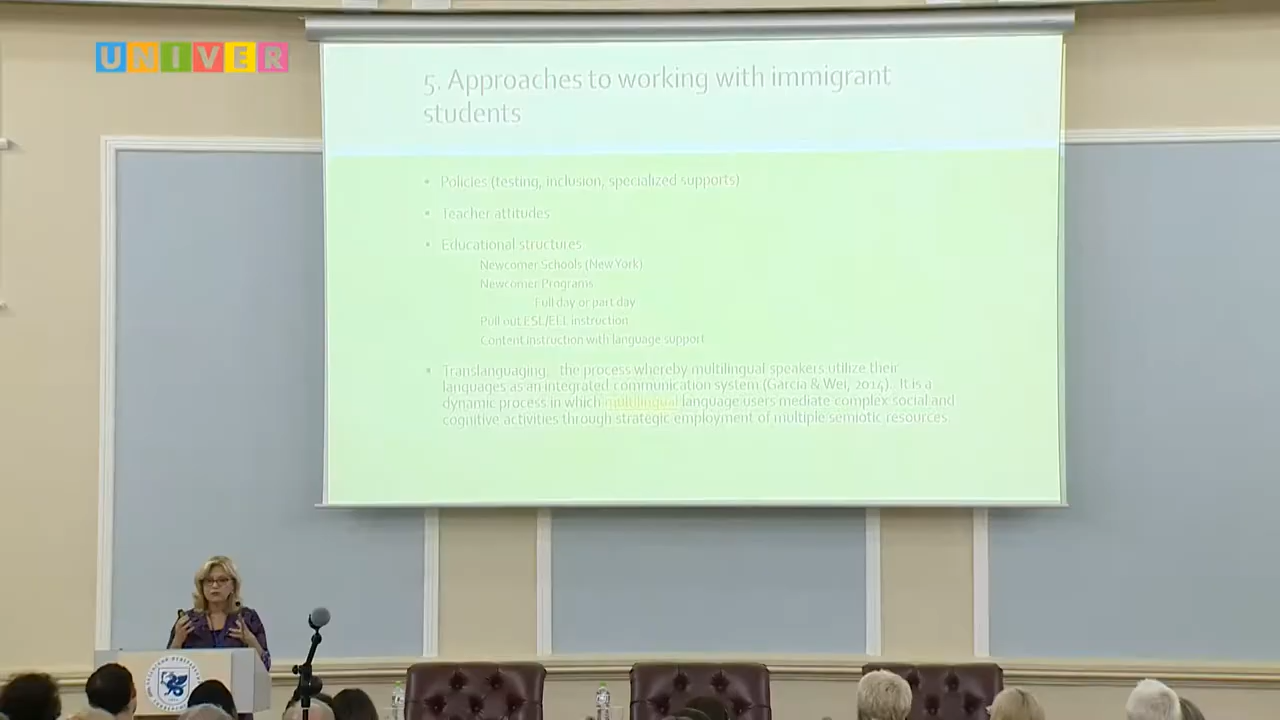 UNIVER
5. Approaches to working with immigrant
students
• Policies (testing, inclusion, specialized supports)
• Teacher attitudes
• Educational structures
Newcomer Schools (New York)
Newcomer Programs
Full day or part day
Pull out ESL/ELL instruction
Content instruction with language support
• Translanguaging, the process whereby multilingual speakers utilize their
languages as an integrated communication system (Garcia & Wei, 2014). It is a
dynamic process in which multilingual language users mediate complex social and
cognitive activities through strategic employment of multiple semiotic resources.